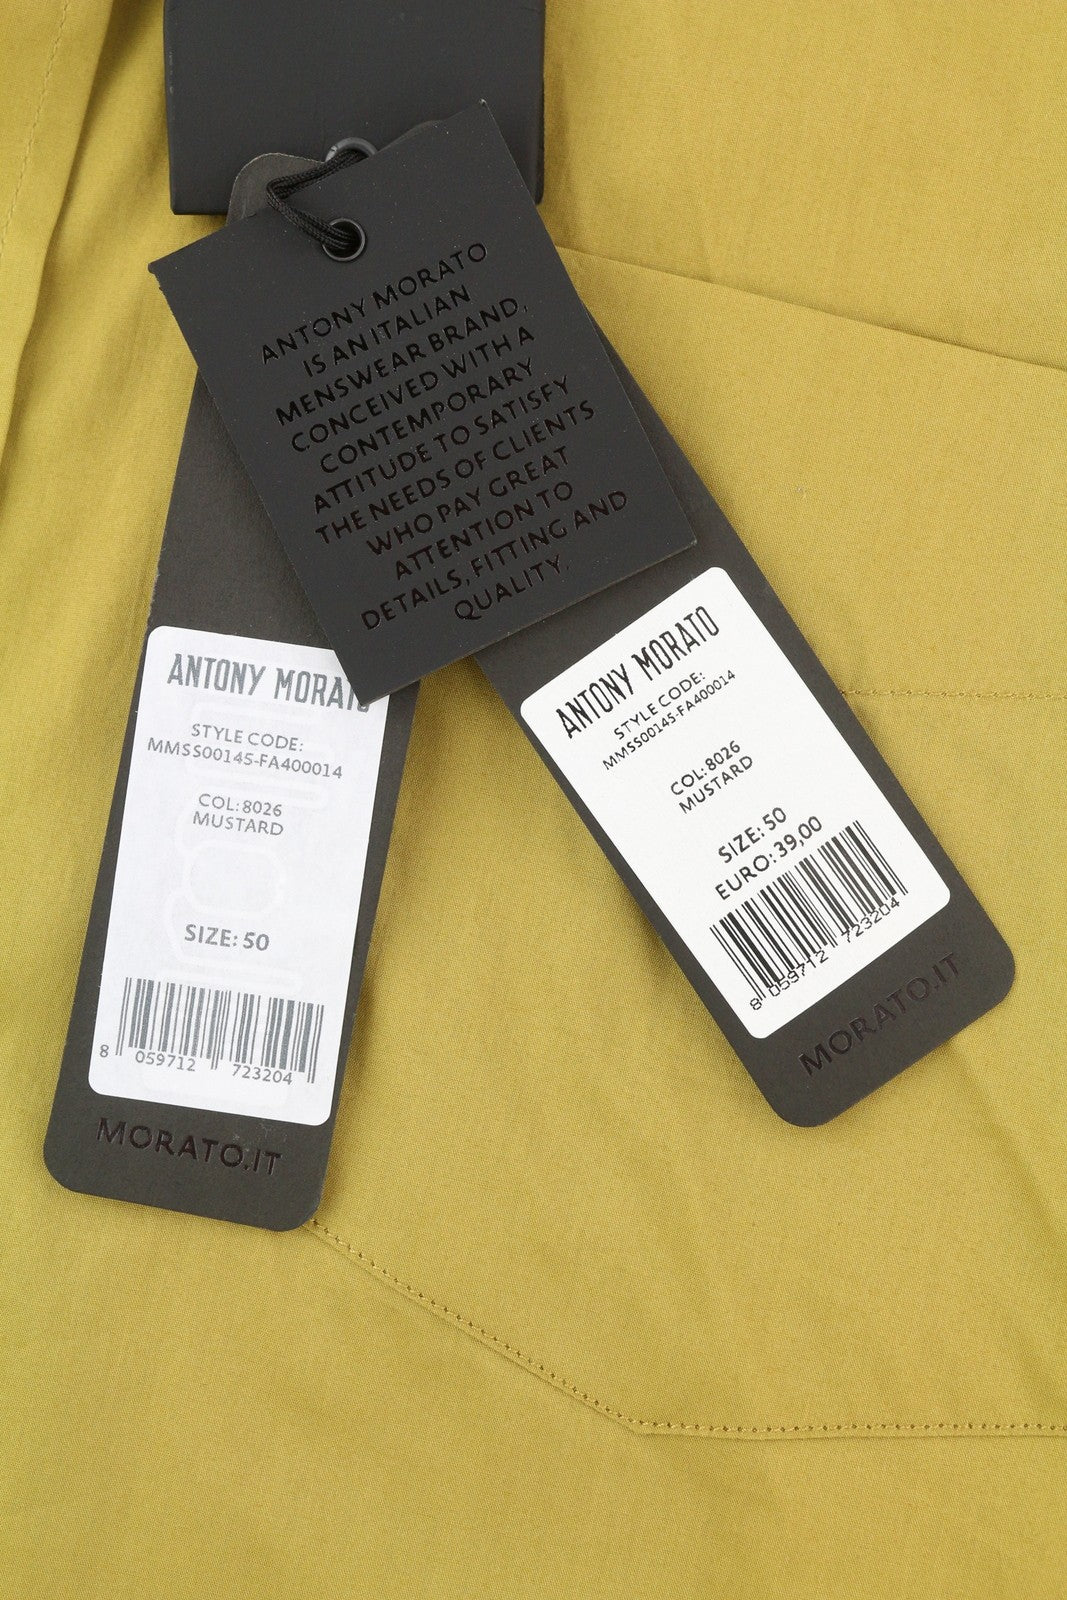 ANTONY MORATO
IS AN ITALIAN
MENSWEAR BRAND,
CONCEIVED WITH A
CONTEMPORARY
ATTITUDE TO SATISFY
THE NEEDS OF CLIENTS
WHO PAY GREAT
ATTENTION TO
DETAILS, FITTING AND
QUALITY.
ANTONY MORATO
STYLE CODE:
MMSS00145-FA400014
COL:8026
MUSTARD
SIZE: 50
8 059712 723204
MORATO.IT
ANTONY MORATO
STYLE CODE:
MMSS00145-FA400014
COL:8026
MUSTARD
SIZE: 50
EURO: 39,00
8 059712 723204
MORATO.IT